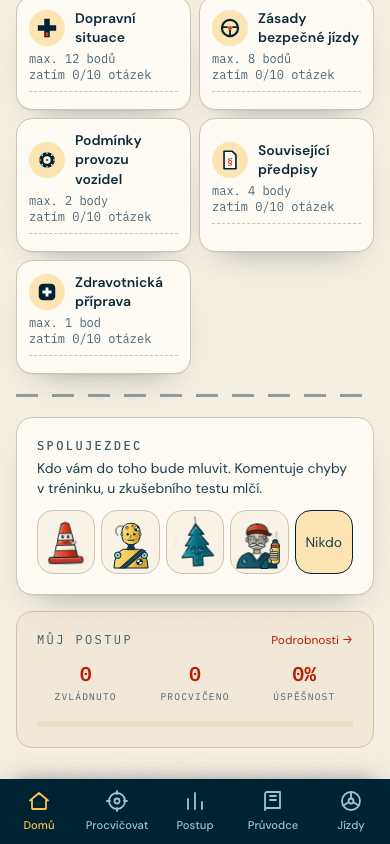 Dopravní
situace
max. 12 bodů
zatím 0/10 otázek
Zásady
bezpečné jízdy
max. 8 bodů
zatím 0/10 otázek
Podmínky
provozu
vozidel
max. 2 body
zatím 0/10 otázek
§
Související
předpisy
max. 4 body
zatím 0/10 otázek
Zdravotnická
příprava
max. 1 bod
zatím 0/10 otázek
SPOLUJEZDEC
Kdo vám do toho bude mluvit. Komentuje chyby
v tréninku, u zkušebního testu mlčí.
Nikdo
MŮJ POSTUP
Podrobnosti →
0
ZVLÁDNUTO
0
PROCVIČENO
0%
ÚSPĚŠNOST
Domů
Procvičovat
Postup
Průvodce
Jízdy